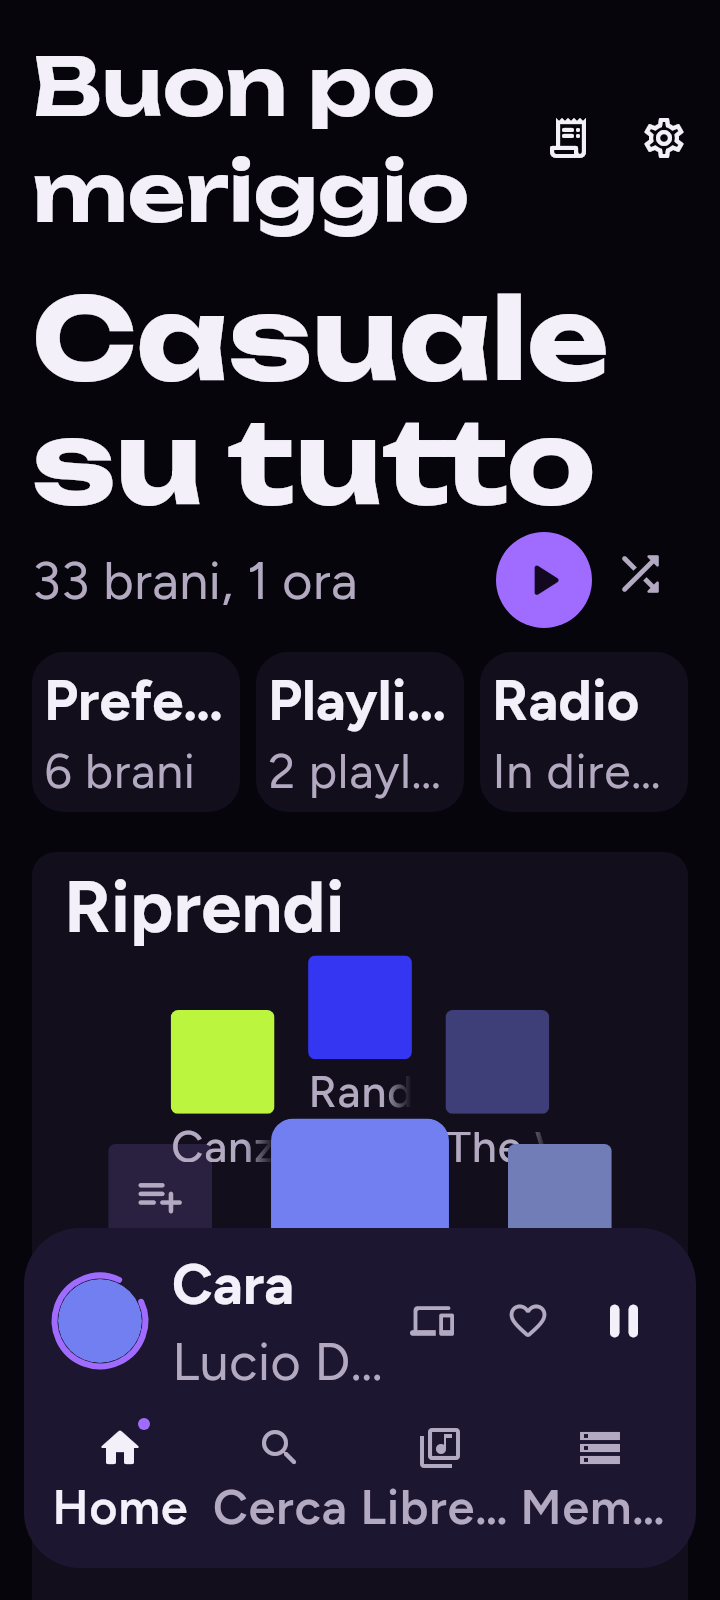 Buon po
meriggio
Casuale
su tutto
33 brani, 1 ora
Prefe...
Playli...
Radio
6 brani
2 playl...
In dire...
Riprendi
Rand
Canz
The
Cara
Lucio D...
Home
Cerca
Libre...
Mem...